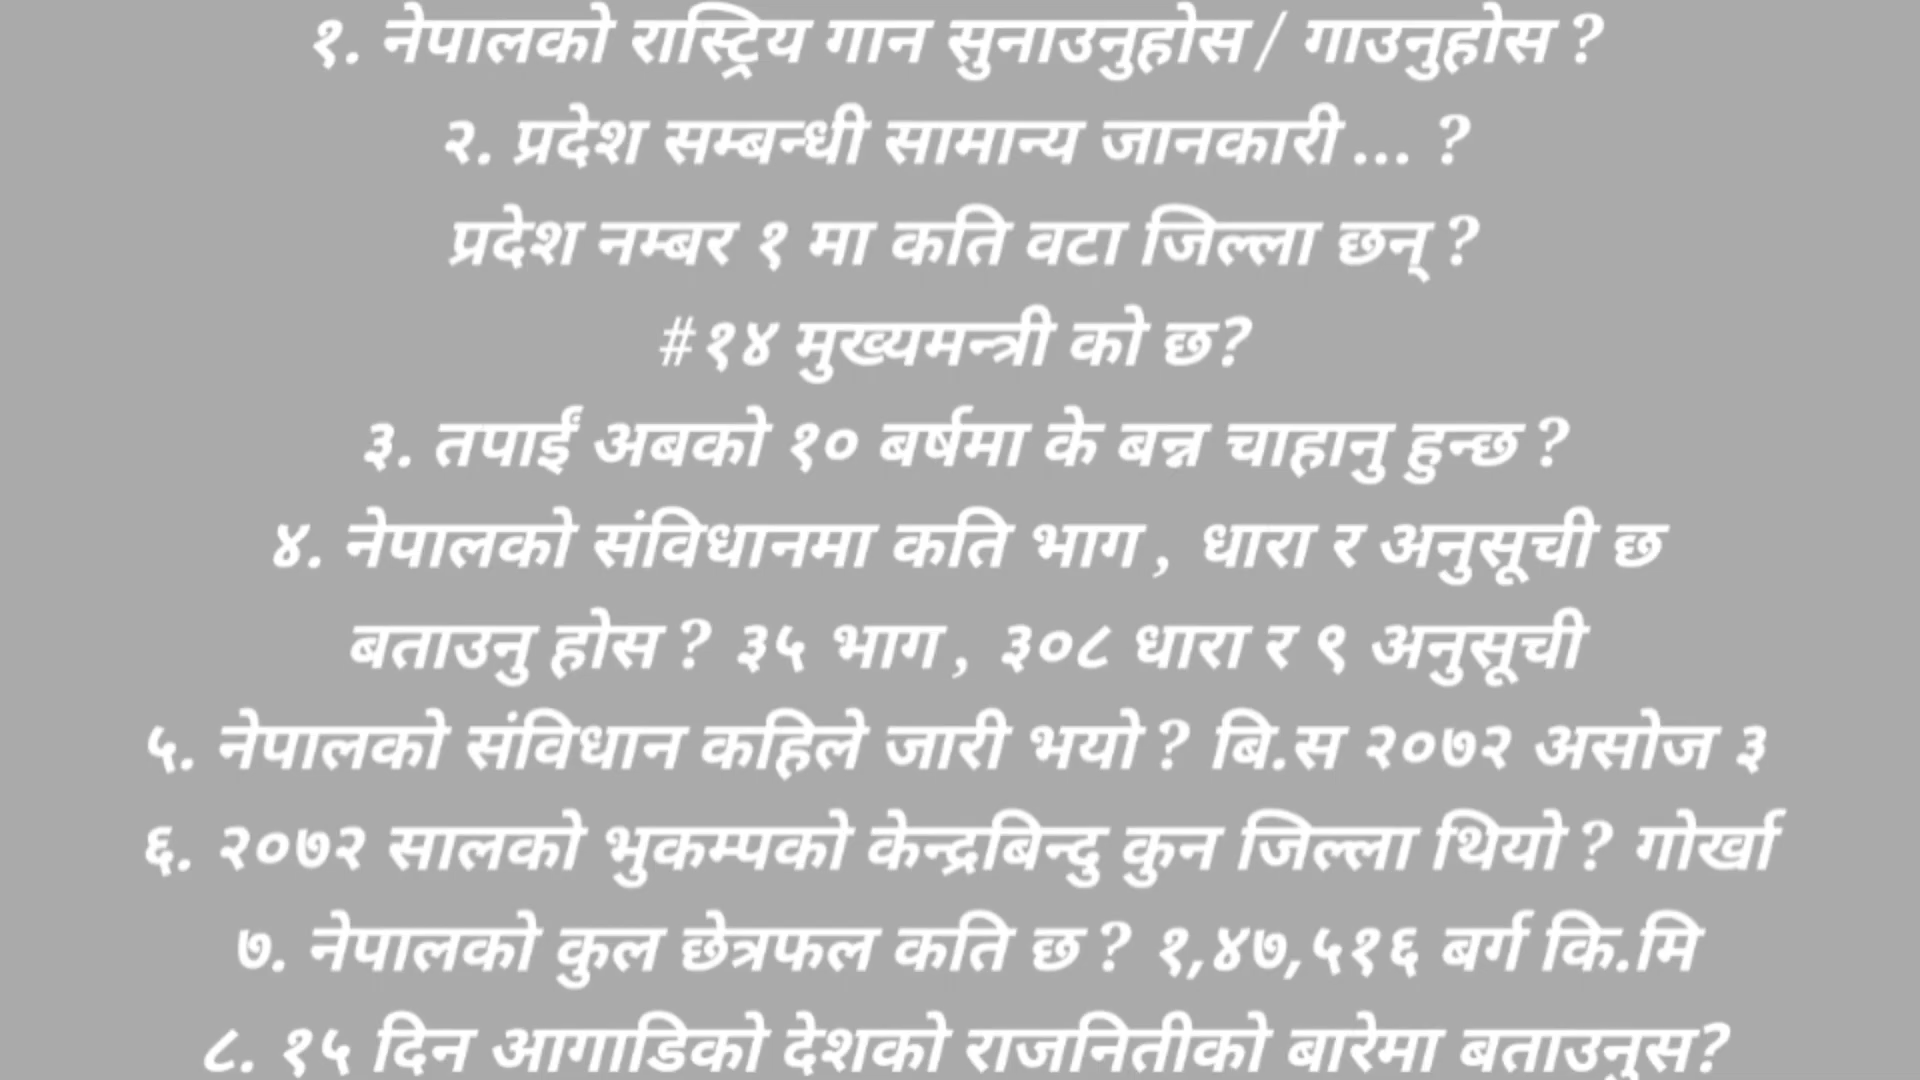 १. नेपालको रास्ट्रिय गान सुनाउनुहोस / गाउनुहोस ?
२. प्रदेश सम्बन्धी सामान्य जानकारी ... ?
प्रदेश नम्बर १ मा कति वटा जिल्ला छन् ?
#१४ मुख्यमन्त्री को छ?
३. तपाईं अबको १० बर्षमा के बन्न चाहानु हुन्छ ?
४. नेपालको संविधानमा कति भाग , धारा र अनुसूची छ
बताउनु होस ? ३५ भाग , ३०८ धारा र ९ अनुसूची
५. नेपालको संविधान कहिले जारी भयो ? बि.स २०७२ असोज ३
६. २०७२ सालको भुकम्पको केन्द्रबिन्दु कुन जिल्ला थियो ? गोर्खा
७. नेपालको कुल छेत्रफल कति छ ? १,४७,५१६ बर्ग कि.मि
८. १५ दिन आगाडिको देशको राजनितीको बारेमा बताउनुस?